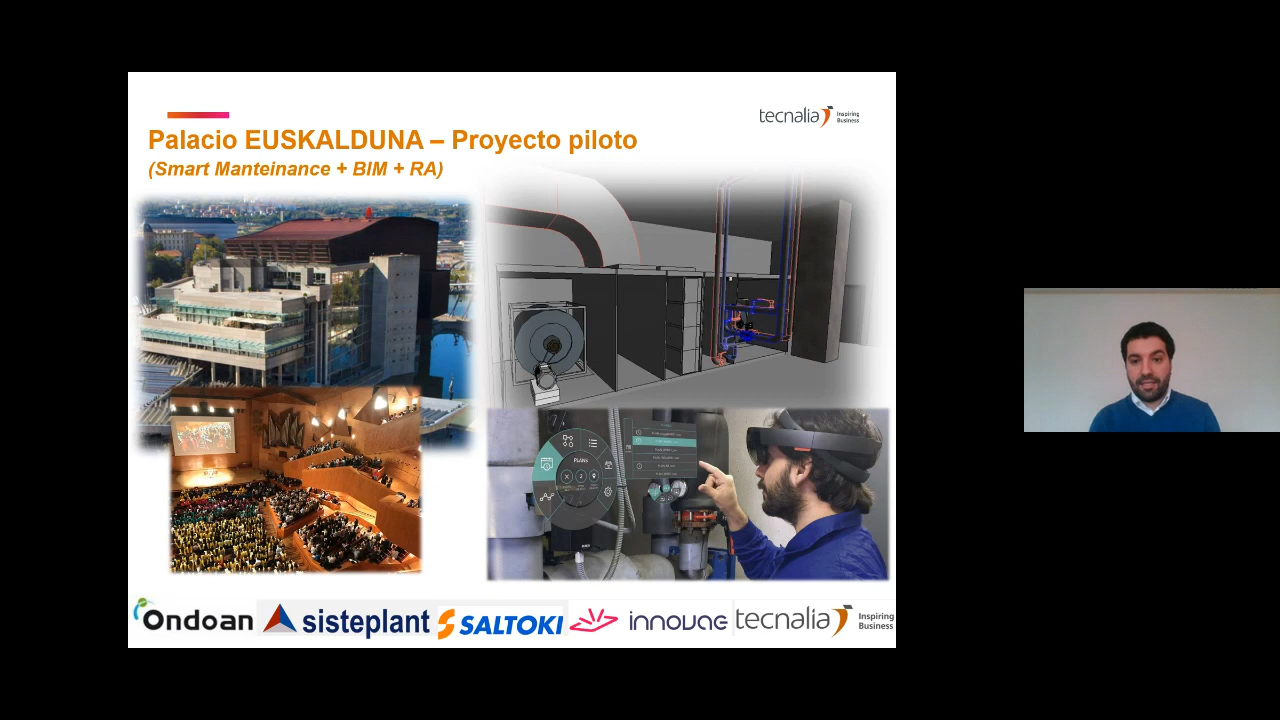 tecnalia Inspiring Business
Palacio EUSKALDUNA – Proyecto piloto
(Smart Manteinance + BIM + RA)
PLANS
Ondoan
sisteplant
SALTOKI
innovae
tecnalia Inspiring Business